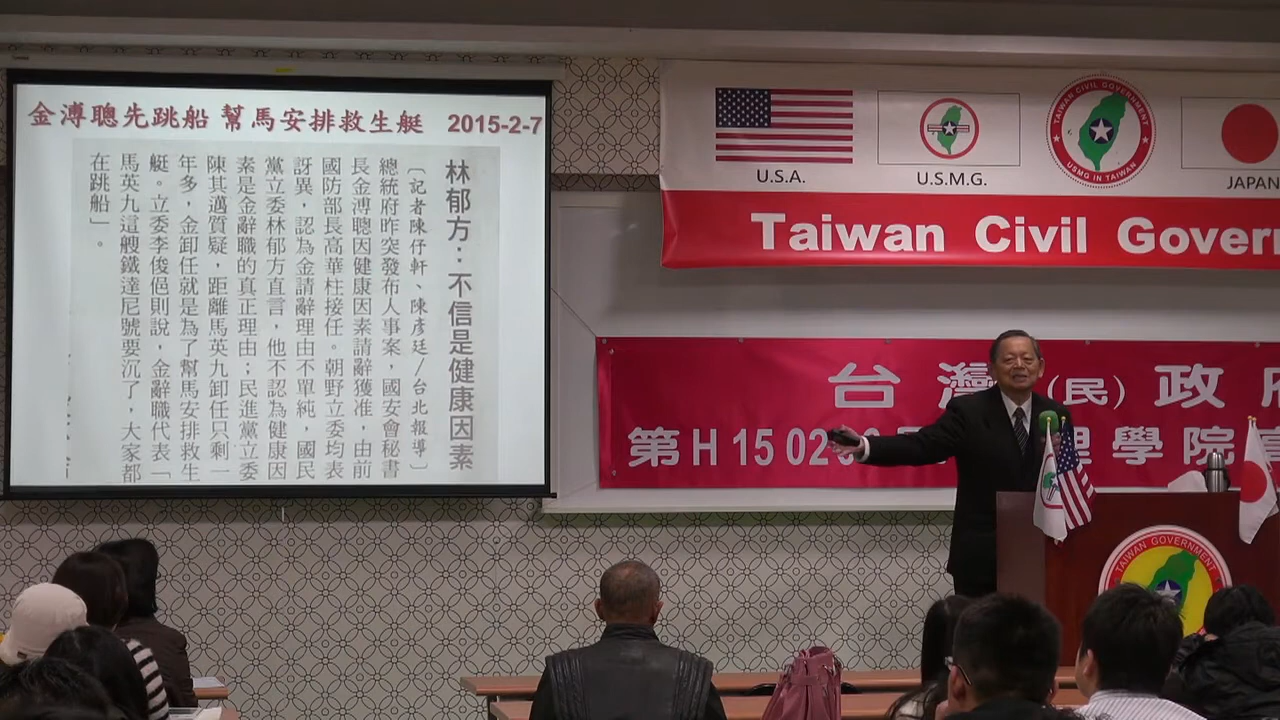 金溥聰先跳船 幫馬安排救生艇 2015-2-7
林郁方：不信是健康因素
〔記者陳仔軒、陳彥廷／台北報導〕
總統府昨突發布人事案，國安會秘書
長金溥聰因健康因素請辭獲准，由前
國防部長高華柱接任。朝野立委均表
訝異，認為金請辭理由不單純，國民
黨立委林郁方直言，他不認為健康因
素是金辭職的真正理由；民進黨立委
陳其邁質疑，距離馬英九卸任只剩一
年多，金卸任就是為了幫馬安排救生
艇。立委李俊俋則說，金辭職代表「
馬英九這艘鐵達尼號要沉了，大家都
在跳船」。
U.S.A.
U.S.M.G.
TAIWAN CIVIL GOVERNMENT
USMG IN TAIWAN
JAPAN
Taiwan Civil Govern
台灣（民）政府
第H 15 02
理學院
TAIWAN GOVERNMENT